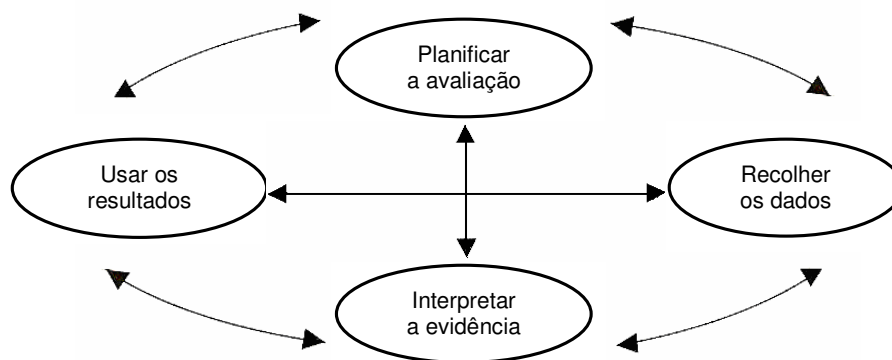 Planificar
a avaliação
Usar os
resultados
Recolher
os dados
Interpretar
a evidência